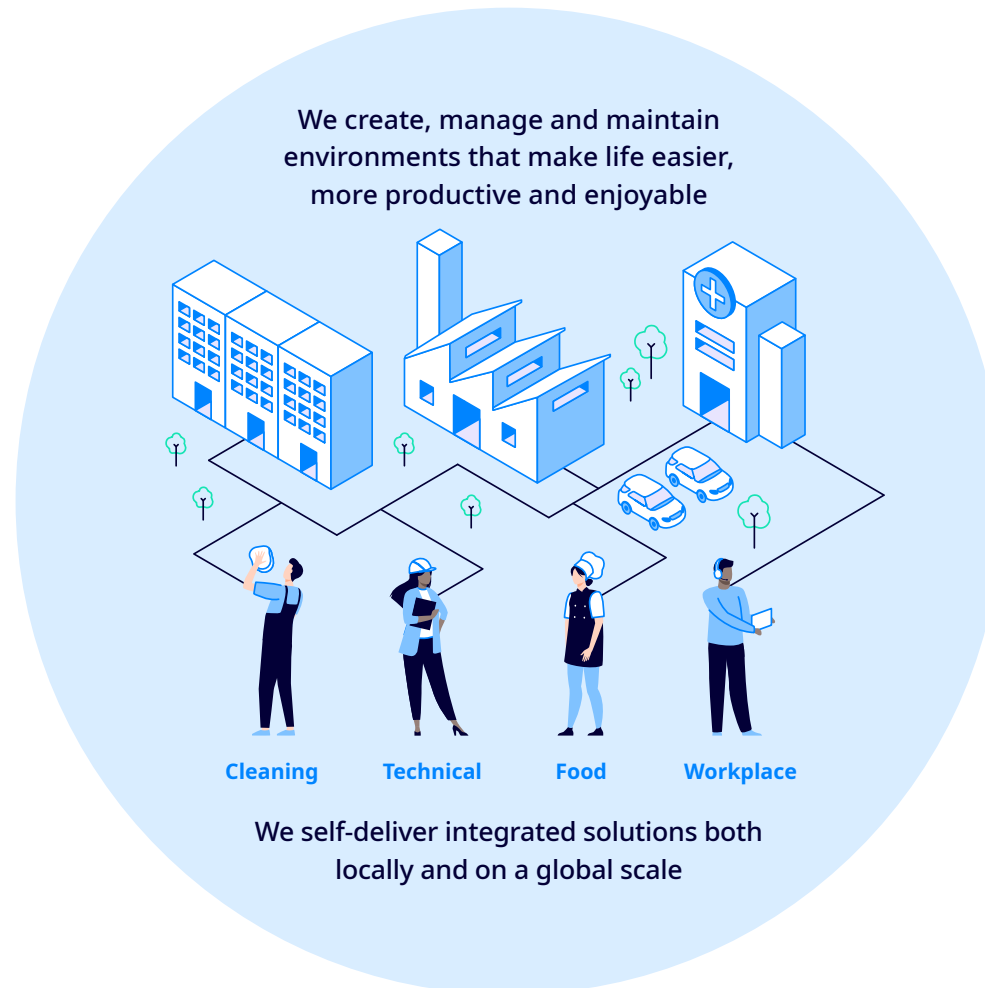 We create, manage and maintain
environments that make life easier,
more productive and enjoyable
Cleaning
Technical
Food
Workplace
We self-deliver integrated solutions both
locally and on a global scale